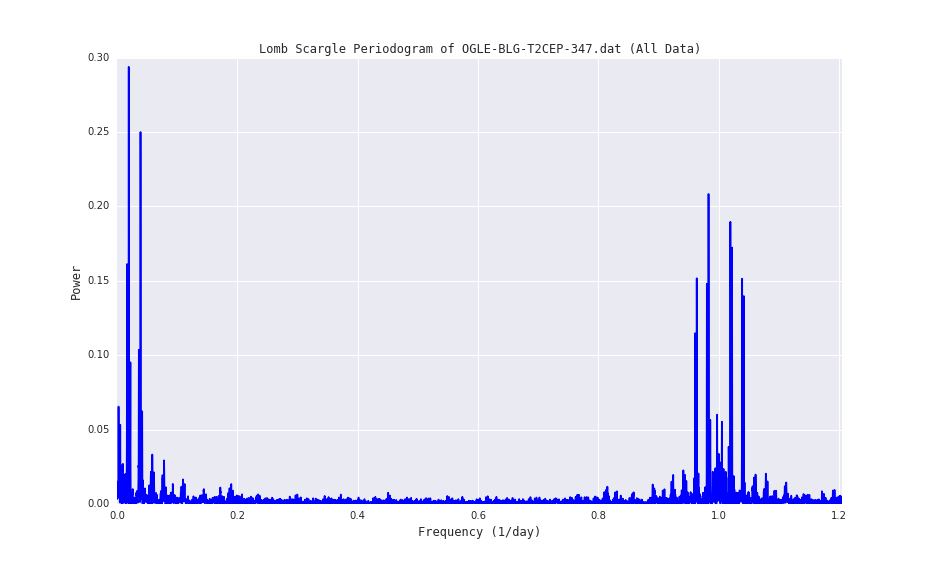 Lomb Scargle Periodogram of OGLE-BLG-T2CEP-347.dat (All Data)
0.30
0.25
0.20
0.15
0.10
0.05
0.00
Power
0.0 0.2 0.4 0.6 0.8 1.0 1.2
Frequency (1/day)